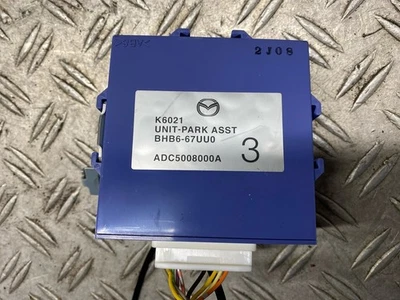 2J08
K6021
UNIT-PARK ASST
BHB6-67UU0
3
ADC5008000A